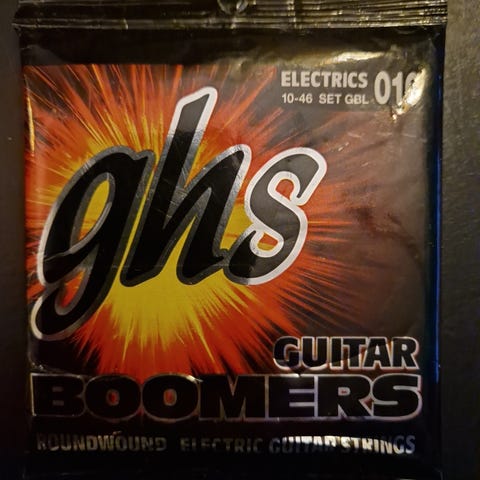 ELECTRICS 010
10-46 SET GBL
ghs
GUITAR
BOOMERS
ROUNDWOUND ELECTRIC GUITAR STRINGS